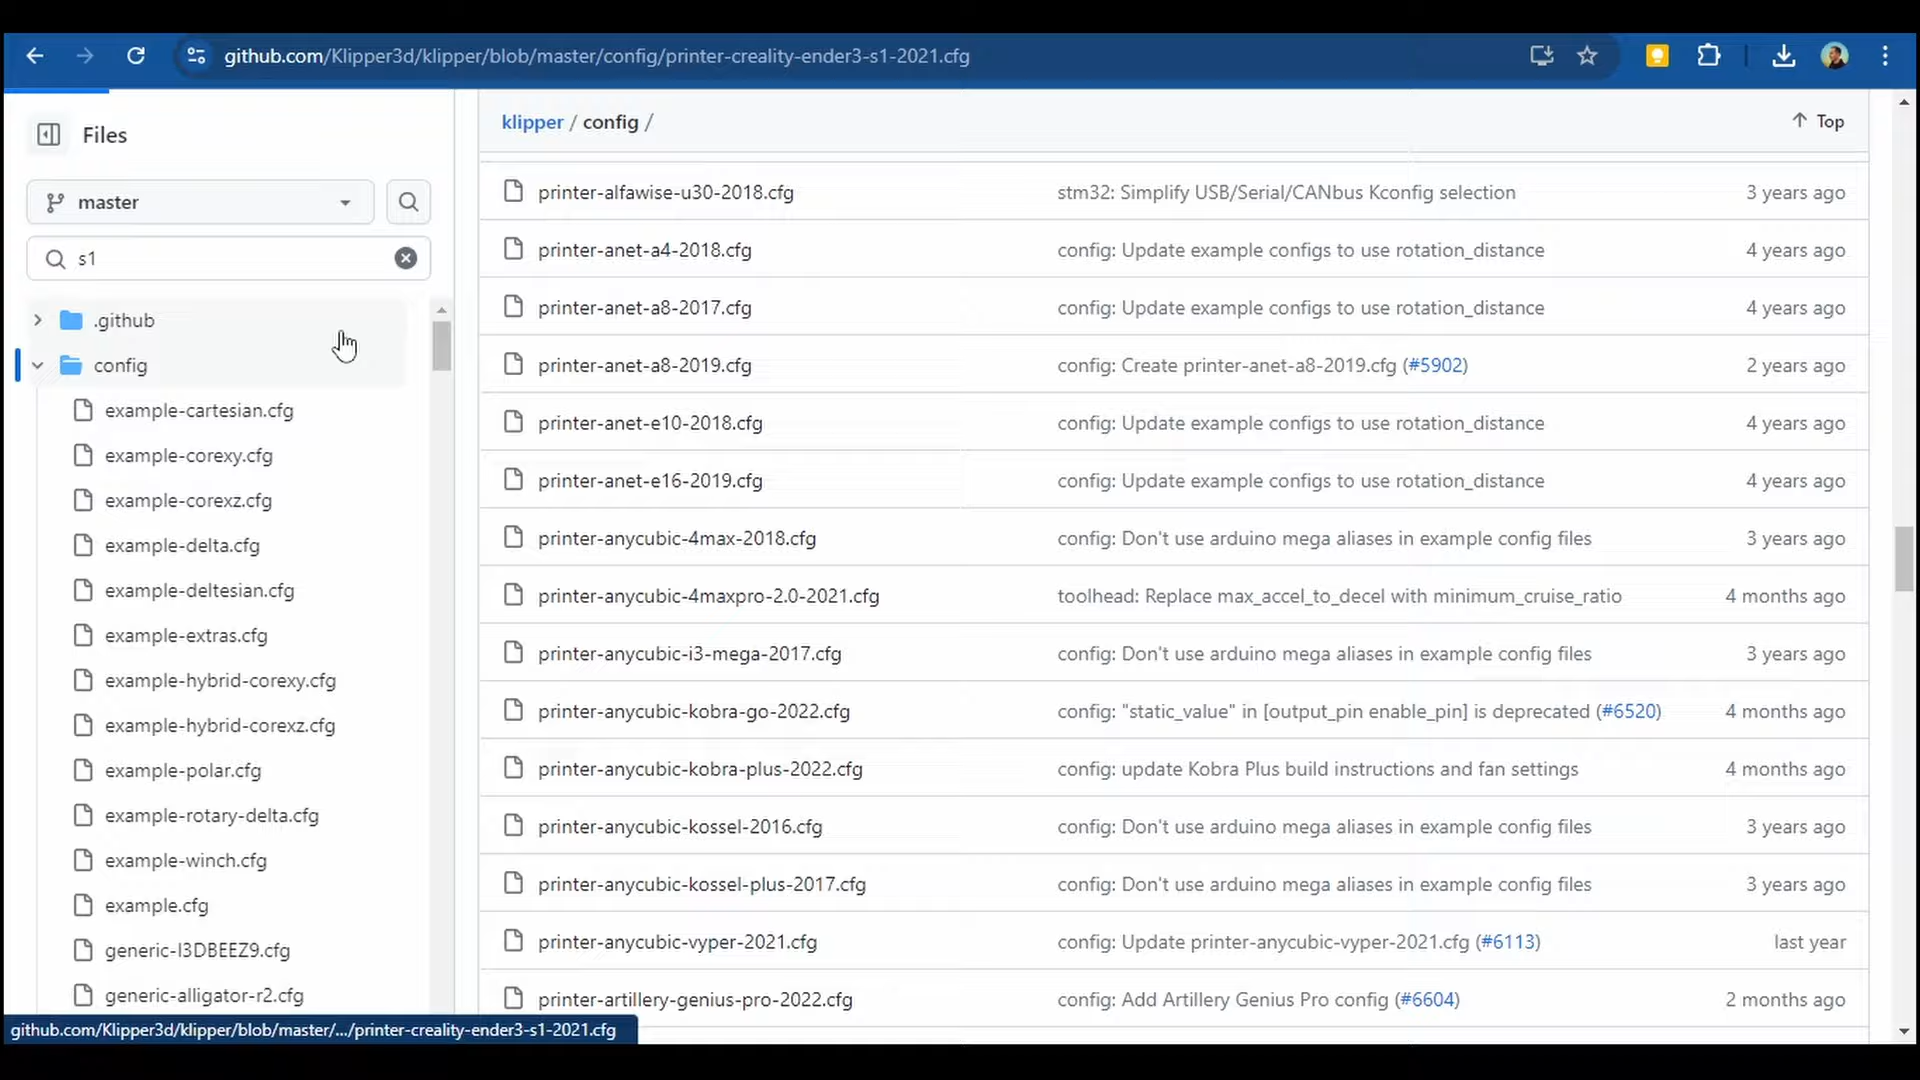 github.com/Klipper3d/klipper/blob/master/config/printer-creality-ender3-s1-2021.cfg
Files
master
s1
.github
config
example-cartesian.cfg
example-corexy.cfg
example-corexz.cfg
example-delta.cfg
example-deltesian.cfg
example-extras.cfg
example-hybrid-corexy.cfg
example-hybrid-corexz.cfg
example-polar.cfg
example-rotary-delta.cfg
example-winch.cfg
example.cfg
generic-I3DBEEZ9.cfg
generic-alligator-r2.cfg
klipper / config /
Top
printer-alfawise-u30-2018.cfg stm32: Simplify USB/Serial/CANbus Kconfig selection 3 years ago
printer-anet-a4-2018.cfg config: Update example configs to use rotation_distance 4 years ago
printer-anet-a8-2017.cfg config: Update example configs to use rotation_distance 4 years ago
printer-anet-a8-2019.cfg config: Create printer-anet-a8-2019.cfg (#5902) 2 years ago
printer-anet-e10-2018.cfg config: Update example configs to use rotation_distance 4 years ago
printer-anet-e16-2019.cfg config: Update example configs to use rotation_distance 4 years ago
printer-anycubic-4max-2018.cfg config: Don't use arduino mega aliases in example config files 3 years ago
printer-anycubic-4maxpro-2.0-2021.cfg toolhead: Replace max_accel_to_decel with minimum_cruise_ratio 4 months ago
printer-anycubic-i3-mega-2017.cfg config: Don't use arduino mega aliases in example config files 3 years ago
printer-anycubic-kobra-go-2022.cfg config: "static_value" in [output_pin enable_pin] is deprecated (#6520) 4 months ago
printer-anycubic-kobra-plus-2022.cfg config: update Kobra Plus build instructions and fan settings 4 months ago
printer-anycubic-kossel-2016.cfg config: Don't use arduino mega aliases in example config files 3 years ago
printer-anycubic-kossel-plus-2017.cfg config: Don't use arduino mega aliases in example config files 3 years ago
printer-anycubic-vyper-2021.cfg config: Update printer-anycubic-vyper-2021.cfg (#6113) last year
printer-artillery-genius-pro-2022.cfg config: Add Artillery Genius Pro config (#6604) 2 months ago
github.com/Klipper3d/klipper/blob/master/.../printer-creality-ender3-s1-2021.cfg